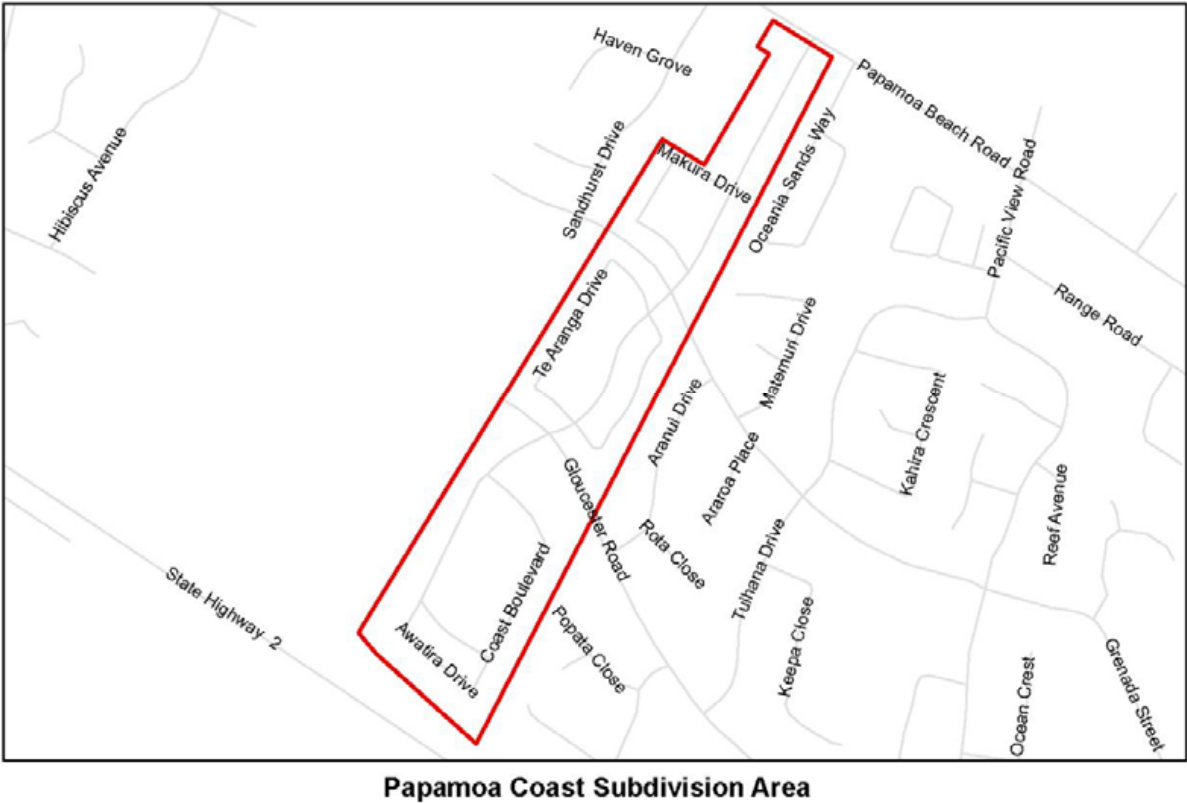 Haven Grove
Papamoa Beach Road
Hibiscus Avenue
Sandhurst Drive
Makura Drive
Oceania Sands Way
Pacific View Road
Range Road
Te Aranga Drive
Matemuri Drive
Aranui Drive
Kahira Crescent
Araroa Place
Gloucester Road
Rota Close
Reef Avenue
Tuihana Drive
State Highway 2
Coast Boulevard
Awatira Drive
Popata Close
Keepa Close
Ocean Crest
Grenada Street
Papamoa Coast Subdivision Area